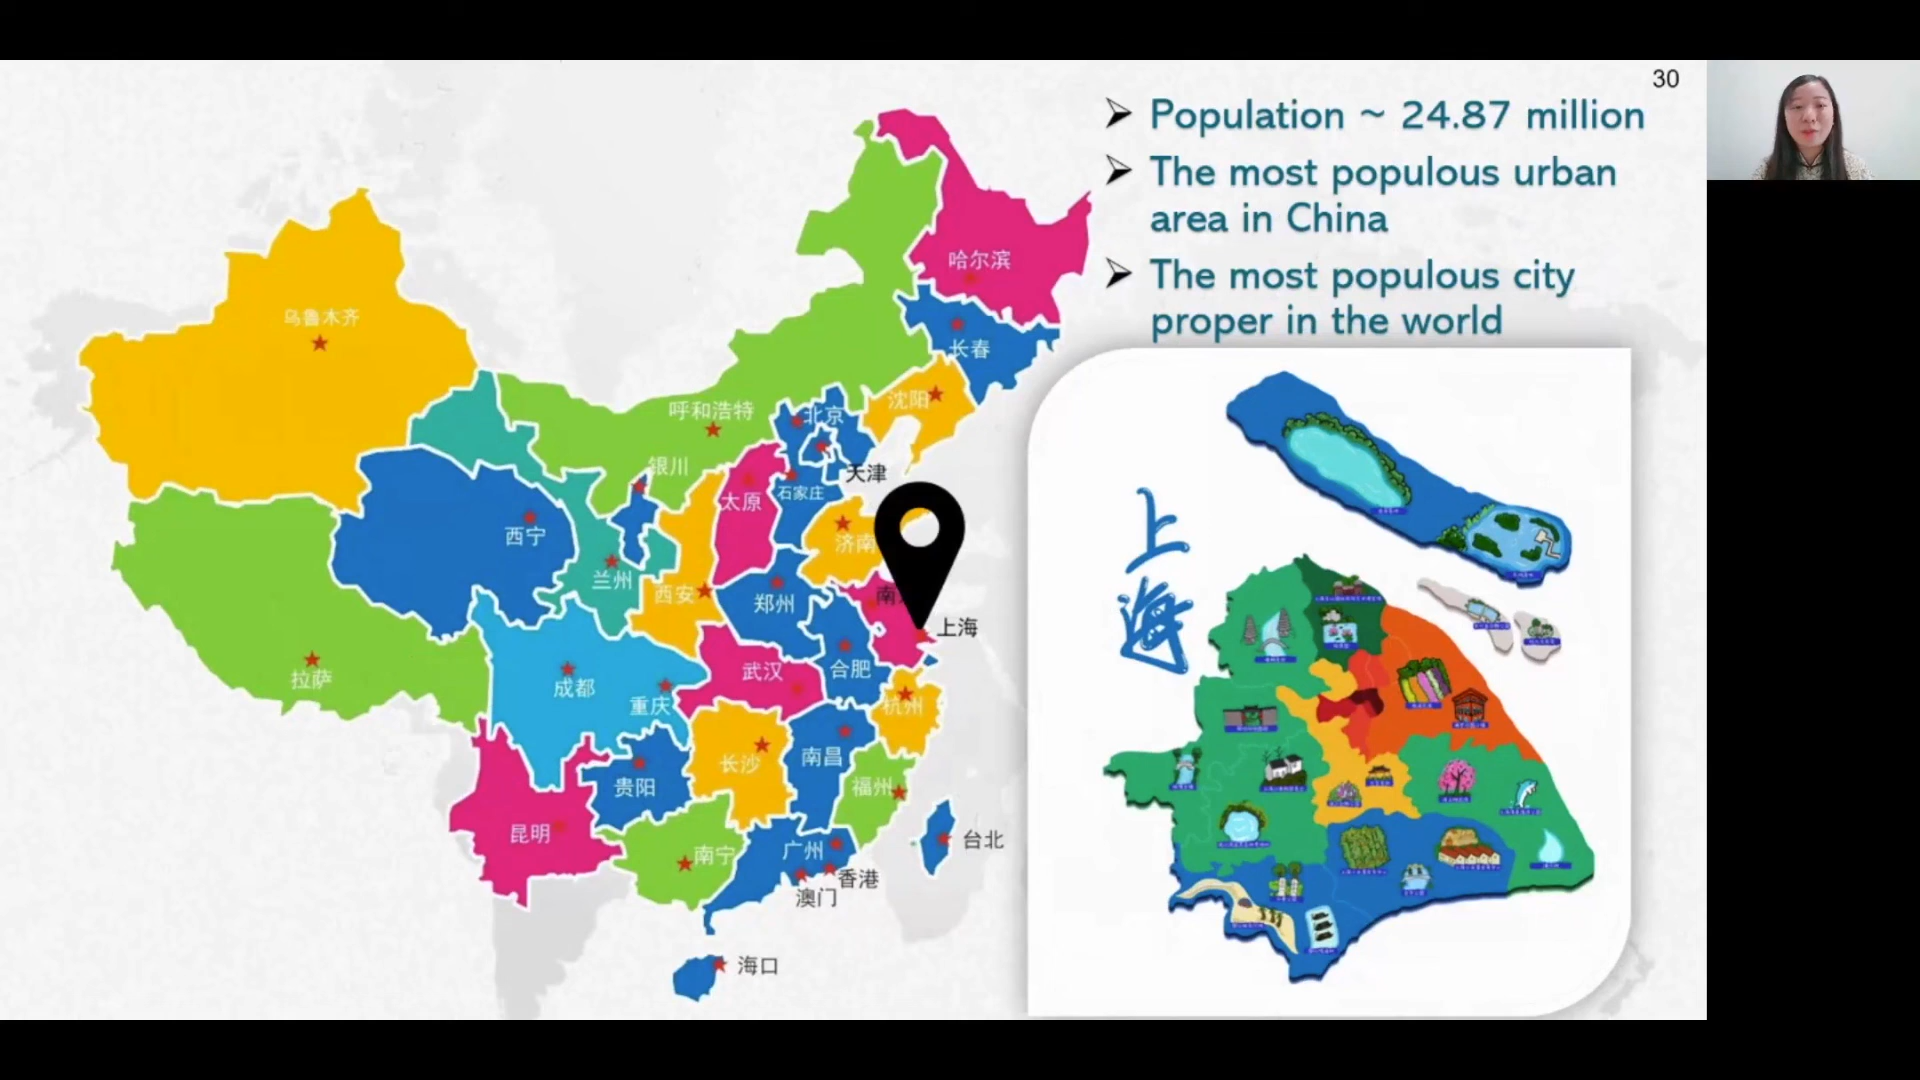 30
Population ~ 24.87 million
The most populous urban
area in China
The most populous city
proper in the world
哈尔滨
乌鲁木齐
长春
沈阳
呼和浩特
北京
银川
天津
石家庄
太原
西宁
济南
兰州
西安
郑州
上海
合肥
武汉
拉萨
成都
重庆
杭州
长沙
南昌
贵阳
福州
昆明
南宁
广州
台北
香港
澳门
海口
上海